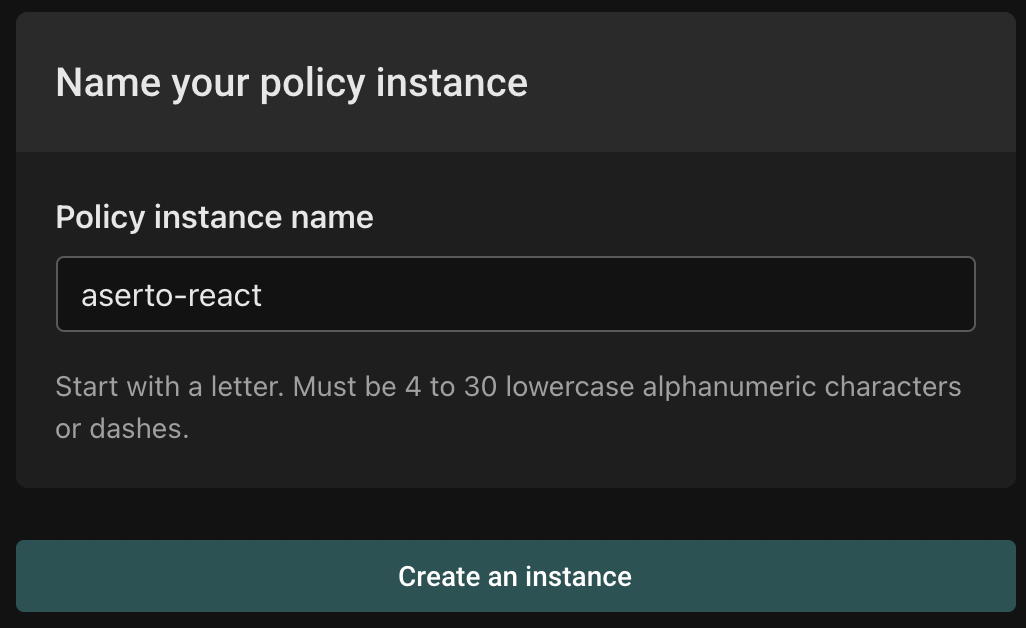 Name your policy instance
Policy instance name
aserto-react
Start with a letter. Must be 4 to 30 lowercase alphanumeric characters
or dashes.
Create an instance